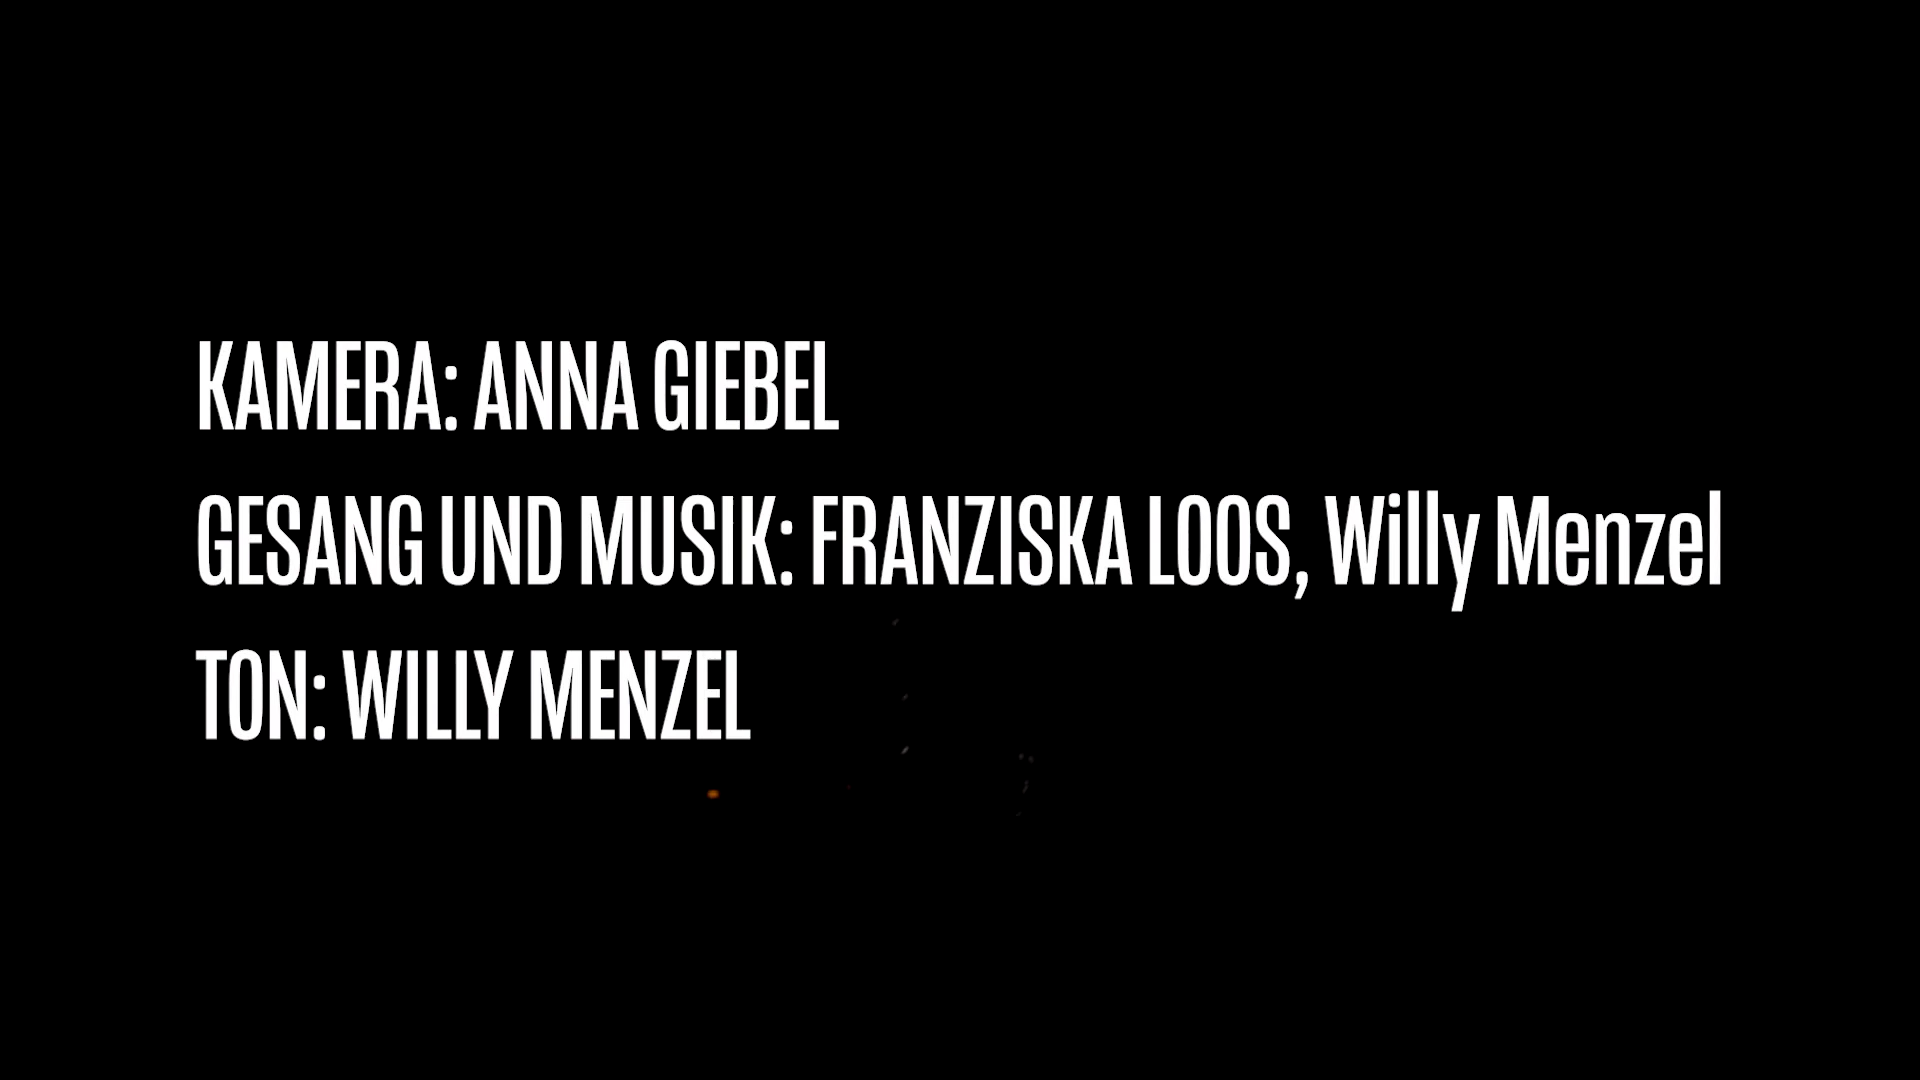 KAMERA: ANNA GIEBEL
GESANG UND MUSIK: FRANZISKA LOOS, Willy Menzel
TON: WILLY MENZEL